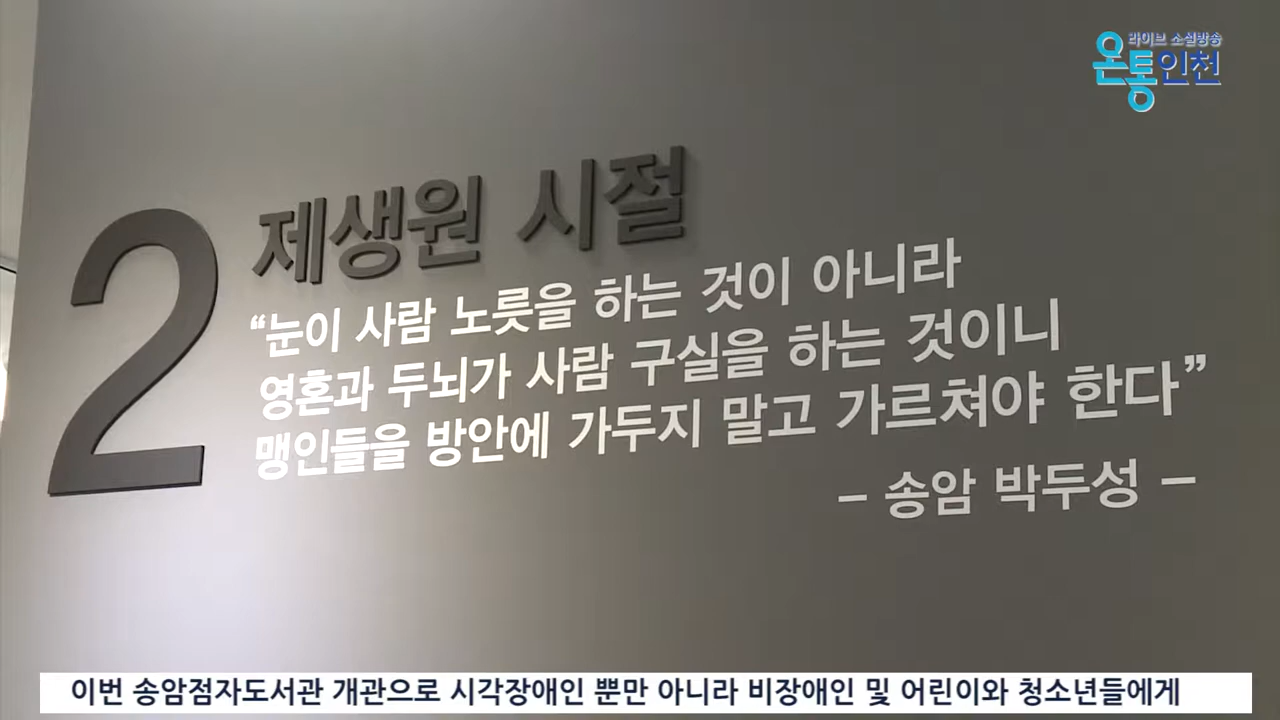 라이브 소셜방송
온통인천
2 제생원 시절
“눈이 사람 노릇을 하는 것이 아니라
영혼과 두뇌가 사람 구실을 하는 것이니
맹인들을 방안에 가두지 말고 가르쳐야 한다”
– 송암 박두성 –
이번 송암점자도서관 개관으로 시각장애인 뿐만 아니라 비장애인 및 어린이와 청소년들에게